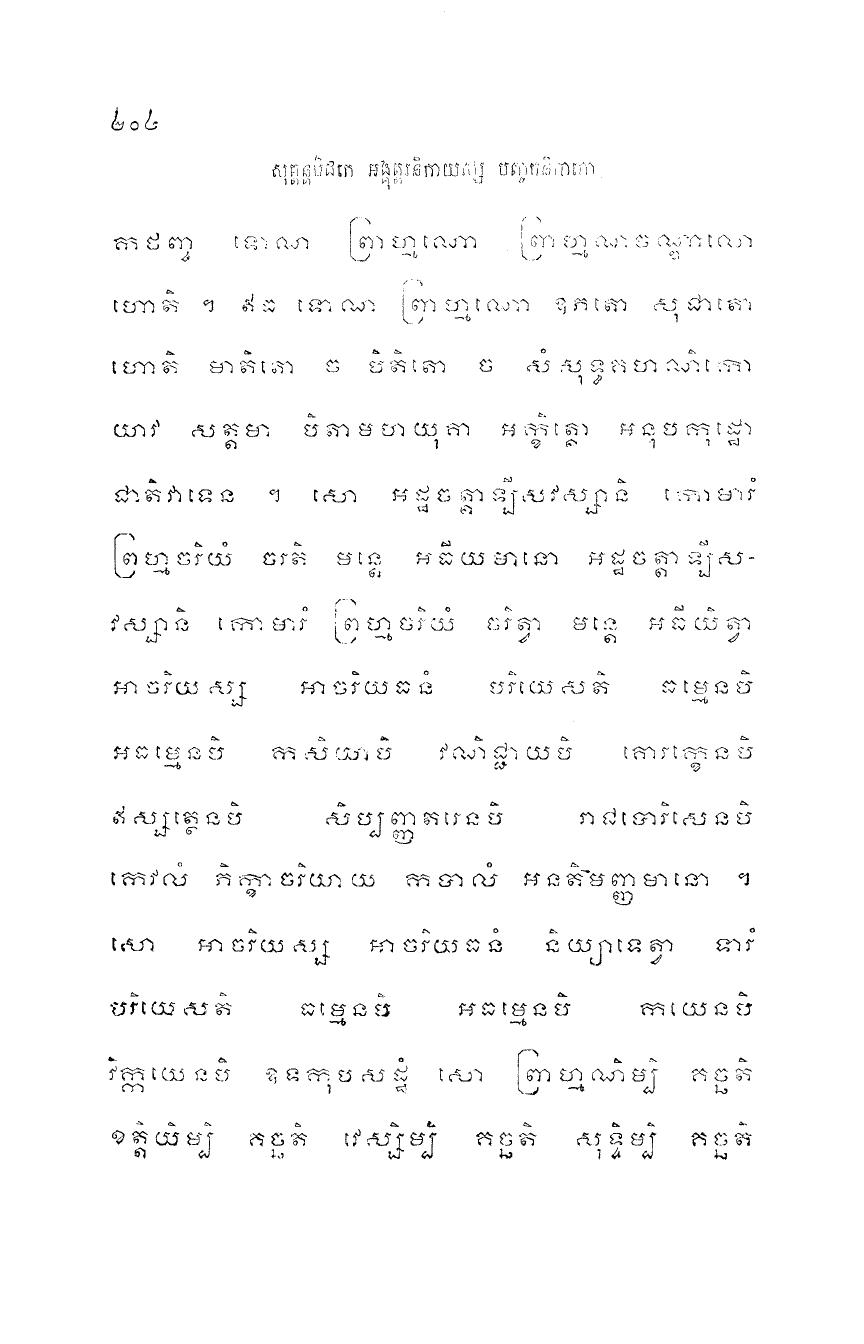 ៤០៤
សុត្តន្តបិដកេ អង្គុត្តរនិកាយស្ស បញ្ចកនិបាតោ
កថញ្ច ទោណ ព្រាហ្មណោ ព្រាហ្មណចណ្ឌាលោ
ហោតិ ។ ឥធ ទោណ ព្រាហ្មណោ ឧភតោ សុជាតោ
ហោតិ មាតិតោ ច បិតិតោ ច សំសុទ្ធគហណិកោ
យាវ សត្តមា បិតាមហយុគា អក្ខិត្តោ អនុបកុដ្ឋោ
ជាតិវាទេន ។ សោ អដ្ឋចត្តាឡីសវស្សានិ កោមារំ
ព្រហ្មចរិយំ ចរតិ មន្តេ អធីយមានោ អដ្ឋចត្តាឡីស-
វស្សានិ កោមារំ ព្រហ្មចរិយំ ចរិត្វា មន្តេ អធីយិត្វា
អាចរិយស្ស អាចរិយធនំ បរិយេសតិ ធម្មេនបិ
អធម្មេនបិ កសិយាបិ វណិជ្ជាយបិ គោរក្ខេនបិ
ឥស្សត្ថេនបិ សិប្បញ្ញតរេនបិ រាជទោរិសេនបិ
កេវលំ ភិក្ខាចរិយាយ កទាលំ អនតិមញ្ញមានោ ។
សោ អាចរិយស្ស អាចរិយធនំ និយ្យាទេត្វា ទារំ
បរិយេសតិ ធម្មេនបិ អធម្មេនបិ កយេនបិ
វិក្កយេនបិ ឧទកុបសដ្ឋំ សោ ព្រាហ្មណិម្បិ គច្ឆតិ
ខត្តិយិម្បិ គច្ឆតិ វេស្សិម្បិ គច្ឆតិ សុទ្ទិម្បិ គច្ឆតិ